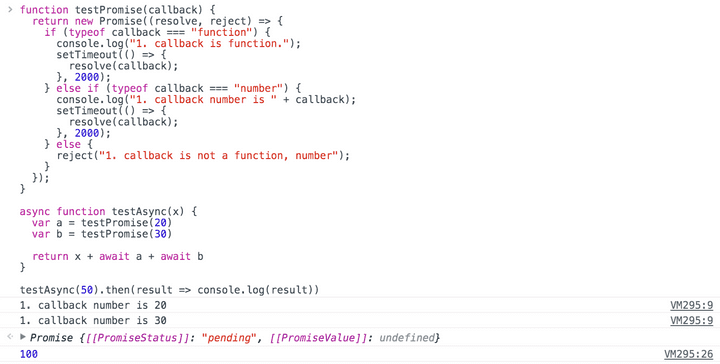 function testPromise(callback) {
  return new Promise((resolve, reject) => {
    if (typeof callback === "function") {
      console.log("1. callback is function.");
      setTimeout(() => {
        resolve(callback);
      }, 2000);
    } else if (typeof callback === "number") {
      console.log("1. callback number is " + callback);
      setTimeout(() => {
        resolve(callback);
      }, 2000);
    } else {
      reject("1. callback is not a function, number");
    }
  });
}

async function testAsync(x) {
  var a = testPromise(20)
  var b = testPromise(30)

  return x + await a + await b
}

testAsync(50).then(result => console.log(result))
1. callback number is 20 VM295:9
1. callback number is 30 VM295:9
Promise {[[PromiseStatus]]: "pending", [[PromiseValue]]: undefined}
100 VM295:26